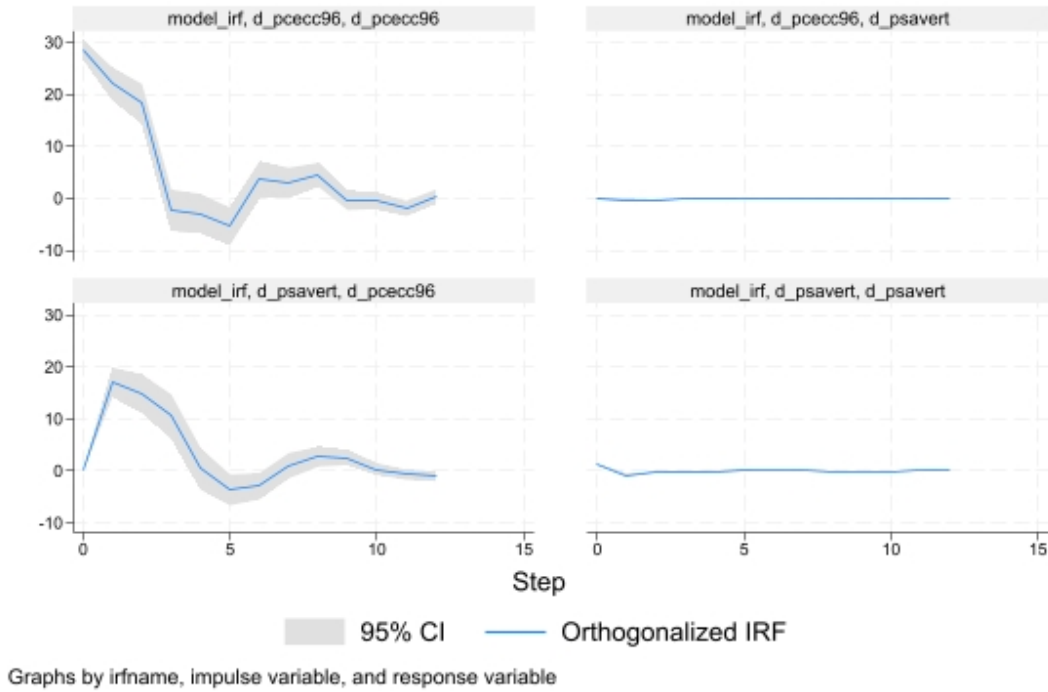 model_irf, d_pcecc96, d_pcecc96
model_irf, d_pcecc96, d_psavert
30
20
10
0
-10
model_irf, d_psavert, d_pcecc96
model_irf, d_psavert, d_psavert
30
20
10
0
-10
0 5 10 15
0 5 10 15
Step
95% CI
Orthogonalized IRF
Graphs by irfname, impulse variable, and response variable